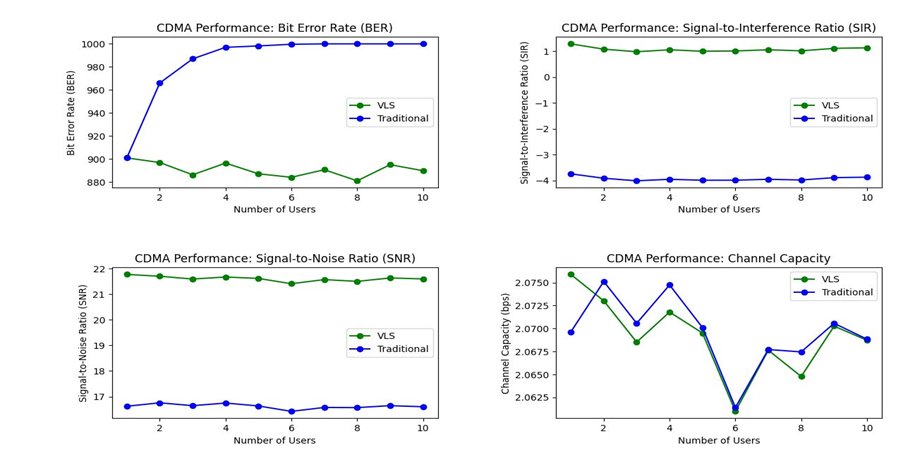 CDMA Performance: Bit Error Rate (BER)
Bit Error Rate (BER)
1000
980
960
940
920
900
880
VLS
Traditional
2 4 6 8 10
Number of Users
CDMA Performance: Signal-to-Interference Ratio (SIR)
Signal-to-Interference Ratio (SIR)
1
0
−1
−2
−3
−4
VLS
Traditional
2 4 6 8 10
Number of Users
CDMA Performance: Signal-to-Noise Ratio (SNR)
Signal-to-Noise Ratio (SNR)
22
21
20
19
18
17
VLS
Traditional
2 4 6 8 10
Number of Users
CDMA Performance: Channel Capacity
Channel Capacity (bps)
2.0750
2.0725
2.0700
2.0675
2.0650
2.0625
VLS
Traditional
2 4 6 8 10
Number of Users